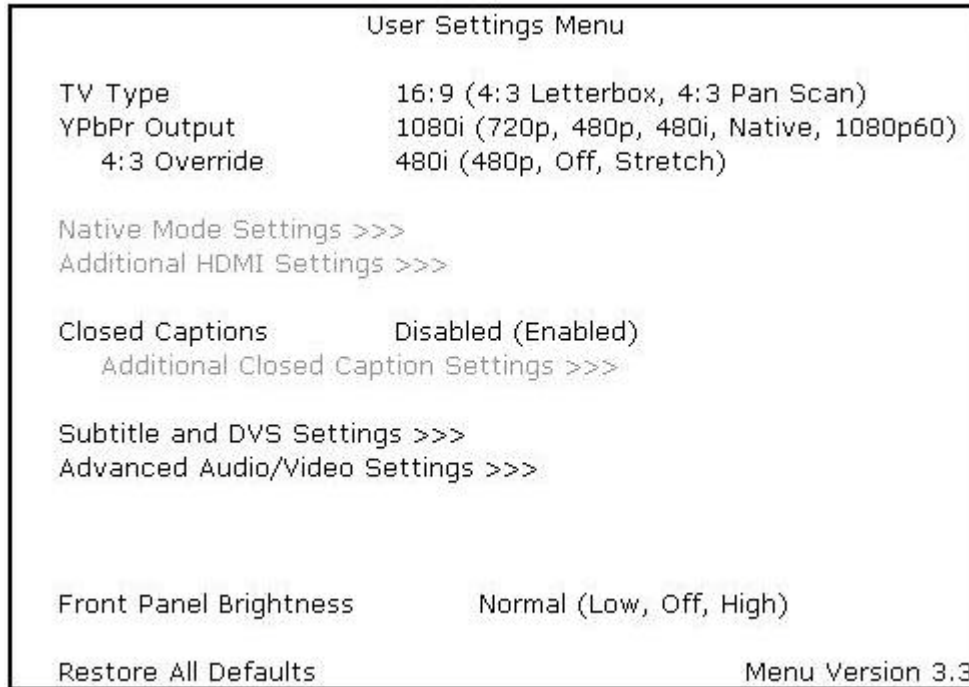 User Settings Menu
TV Type 16:9 (4:3 Letterbox, 4:3 Pan Scan)
YPbPr Output 1080i (720p, 480p, 480i, Native, 1080p60)
4:3 Override 480i (480p, Off, Stretch)
Native Mode Settings >>>
Additional HDMI Settings >>>
Closed Captions Disabled (Enabled)
Additional Closed Caption Settings >>>
Subtitle and DVS Settings >>>
Advanced Audio/Video Settings >>>
Front Panel Brightness Normal (Low, Off, High)
Restore All Defaults Menu Version 3.3